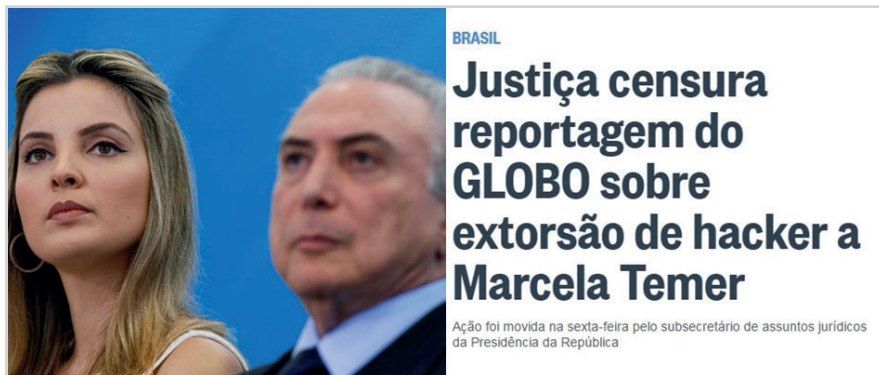 BRASIL
Justiça censura
reportagem do
GLOBO sobre
extorsão de hacker a
Marcela Temer
Ação foi movida na sexta-feira pelo subsecretário de assuntos jurídicos
da Presidência da República